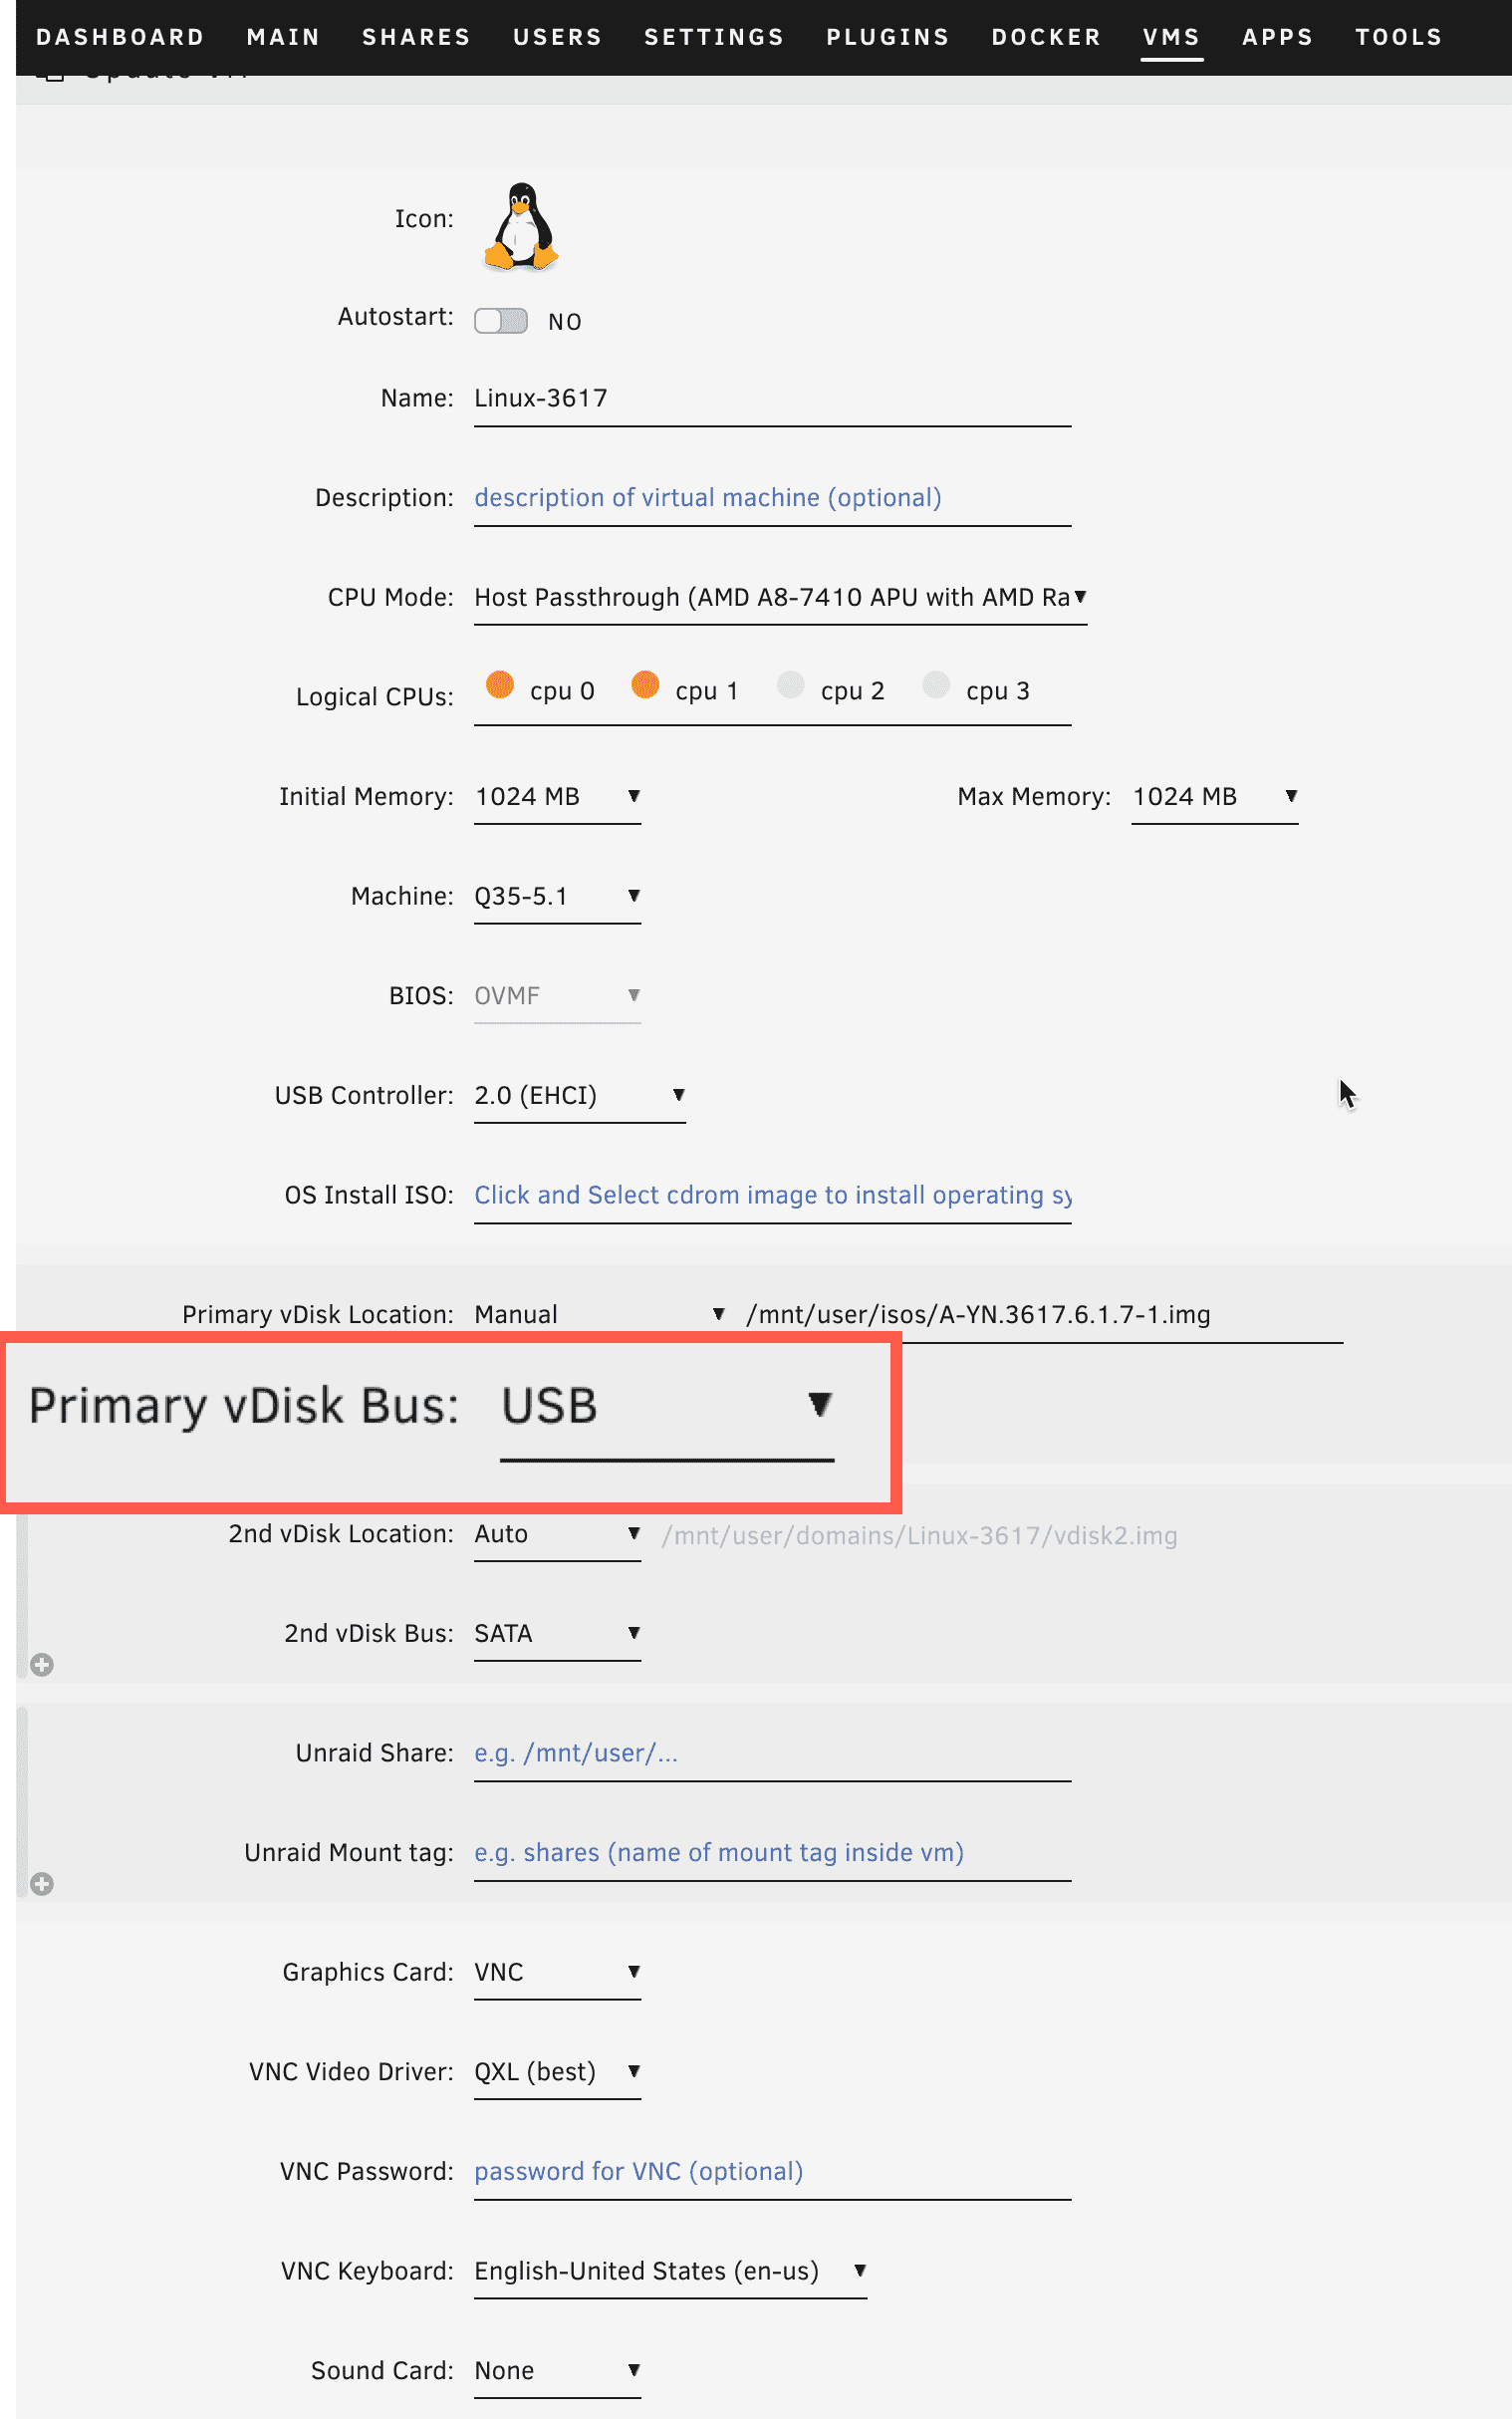 DASHBOARD MAIN SHARES USERS SETTINGS PLUGINS DOCKER VMS APPS TOOLS
Update VM
Icon:
Autostart: NO
Name: Linux-3617
Description: description of virtual machine (optional)
CPU Mode: Host Passthrough (AMD A8-7410 APU with AMD Ra
Logical CPUs: cpu 0 cpu 1 cpu 2 cpu 3
Initial Memory: 1024 MB Max Memory: 1024 MB
Machine: Q35-5.1
BIOS: OVMF
USB Controller: 2.0 (EHCI)
OS Install ISO: Click and Select cdrom image to install operating sy
Primary vDisk Location: Manual /mnt/user/isos/A-YN.3617.6.1.7-1.img
Primary vDisk Bus: USB
2nd vDisk Location: Auto /mnt/user/domains/Linux-3617/vdisk2.img
2nd vDisk Bus: SATA
Unraid Share: e.g. /mnt/user/...
Unraid Mount tag: e.g. shares (name of mount tag inside vm)
Graphics Card: VNC
VNC Video Driver: QXL (best)
VNC Password: password for VNC (optional)
VNC Keyboard: English-United States (en-us)
Sound Card: None